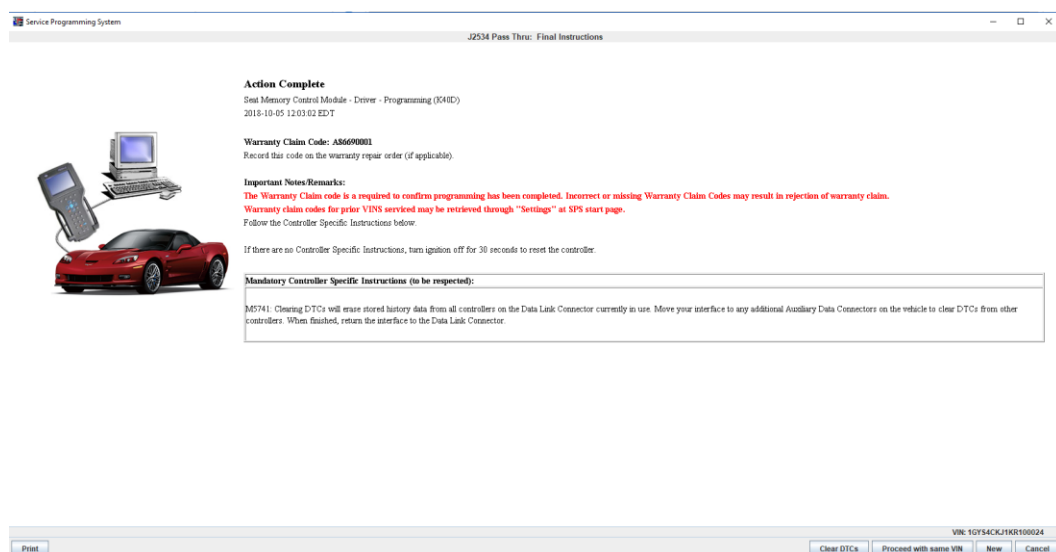 Service Programming System
J2534 Pass Thru: Final Instructions
Action Complete
Seat Memory Control Module - Driver - Programming (K40D)
2018-10-05 12:03:02 EDT
Warranty Claim Code: A86690001
Record this code on the warranty repair order (if applicable).
Important Notes/Remarks:
The Warranty Claim code is a required to confirm programming has been completed. Incorrect or missing Warranty Claim Codes may result in rejection of warranty claim.
Warranty claim codes for prior VINS serviced may be retrieved through "Settings" at SPS start page.
Follow the Controller Specific Instructions below.
If there are no Controller Specific Instructions, turn ignition off for 30 seconds to reset the controller.
Mandatory Controller Specific Instructions (to be respected):
M5741: Clearing DTCs will erase stored history data from all controllers on the Data Link Connector currently in use. Move your interface to any additional Auxiliary Data Connectors on the vehicle to clear DTCs from other
controllers. When finished, return the interface to the Data Link Connector.
VIN: 1GYS4CKJ1KR100024
Print
Clear DTCs
Proceed with same VIN
New
Cancel